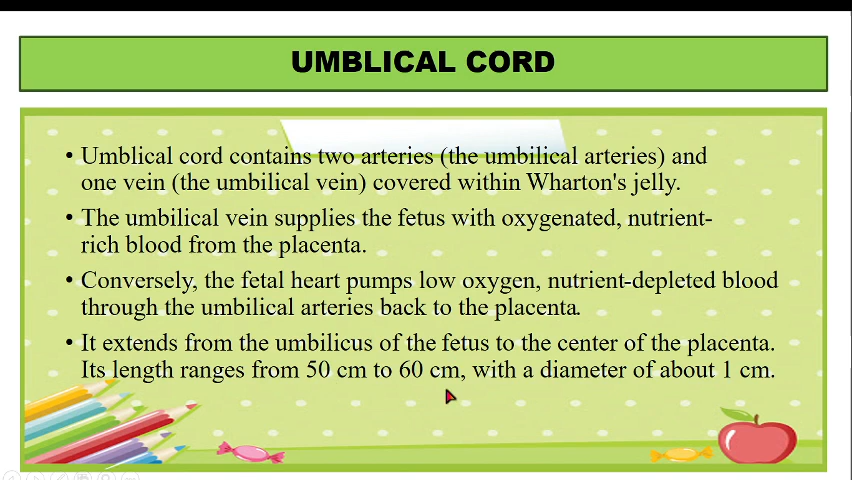 UMBLICAL CORD
• Umblical cord contains two arteries (the umbilical arteries) and
one vein (the umbilical vein) covered within Wharton's jelly.
• The umbilical vein supplies the fetus with oxygenated, nutrient-
rich blood from the placenta.
• Conversely, the fetal heart pumps low oxygen, nutrient-depleted blood
through the umbilical arteries back to the placenta.
• It extends from the umbilicus of the fetus to the center of the placenta.
Its length ranges from 50 cm to 60 cm, with a diameter of about 1 cm.